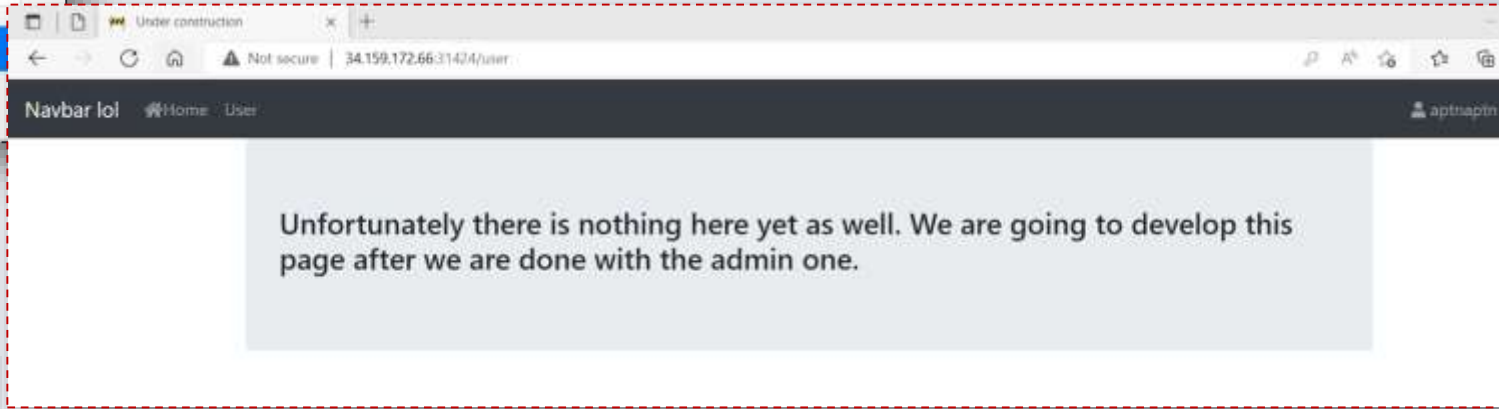 Under construction
Not secure | 34.159.172.66:31424/user
Navbar lol Home User aptnaptn
Unfortunately there is nothing here yet as well. We are going to develop this
page after we are done with the admin one.